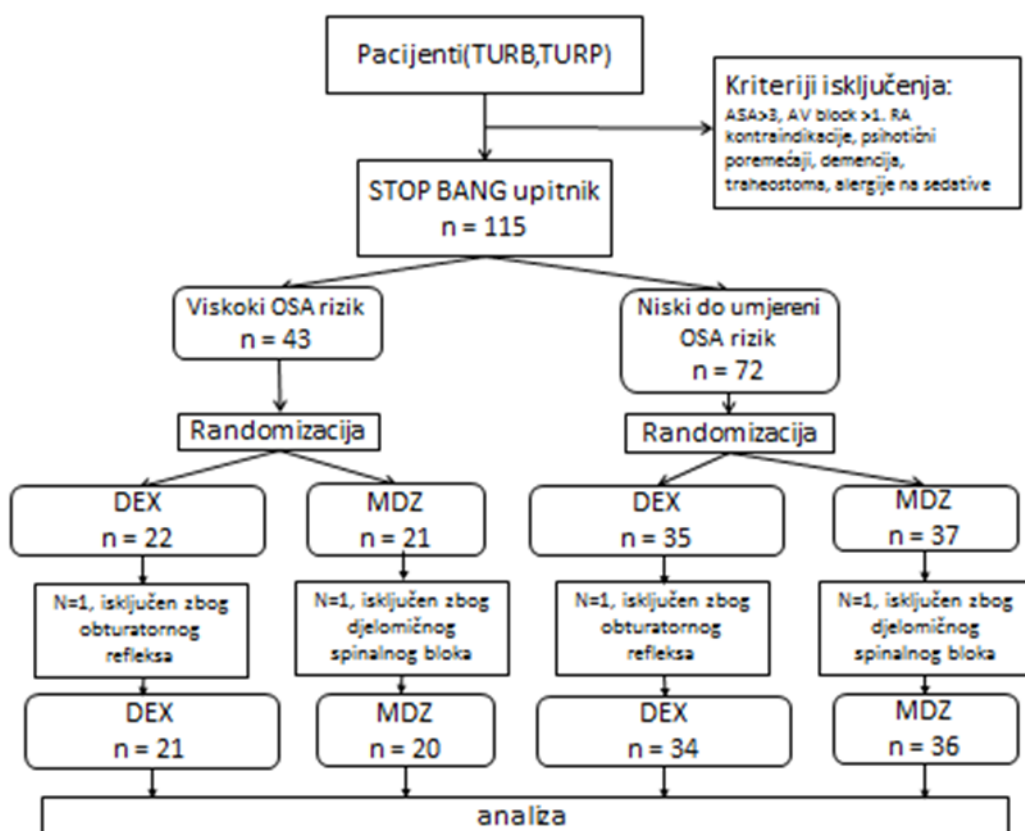 Pacijenti(TURB,TURP)
Kriteriji isključenja:
ASA>3, AV block >1. RA
kontraindikacije, psihotični
poremećaji, demencija,
traheostoma, alergije na sedative
STOP BANG upitnik
n = 115
Viskoki OSA rizik
n = 43
Niski do umjereni
OSA rizik
n = 72
Randomizacija
Randomizacija
DEX
n = 22
MDZ
n = 21
DEX
n = 35
MDZ
n = 37
N=1, isključen zbog
obturatornog
refleksa
N=1, isključen zbog
djelomičnog
spinalnog bloka
N=1, isključen zbog
obturatornog
refleksa
N=1, isključen zbog
djelomičnog
spinalnog bloka
DEX
n = 21
MDZ
n = 20
DEX
n = 34
MDZ
n = 36
analiza